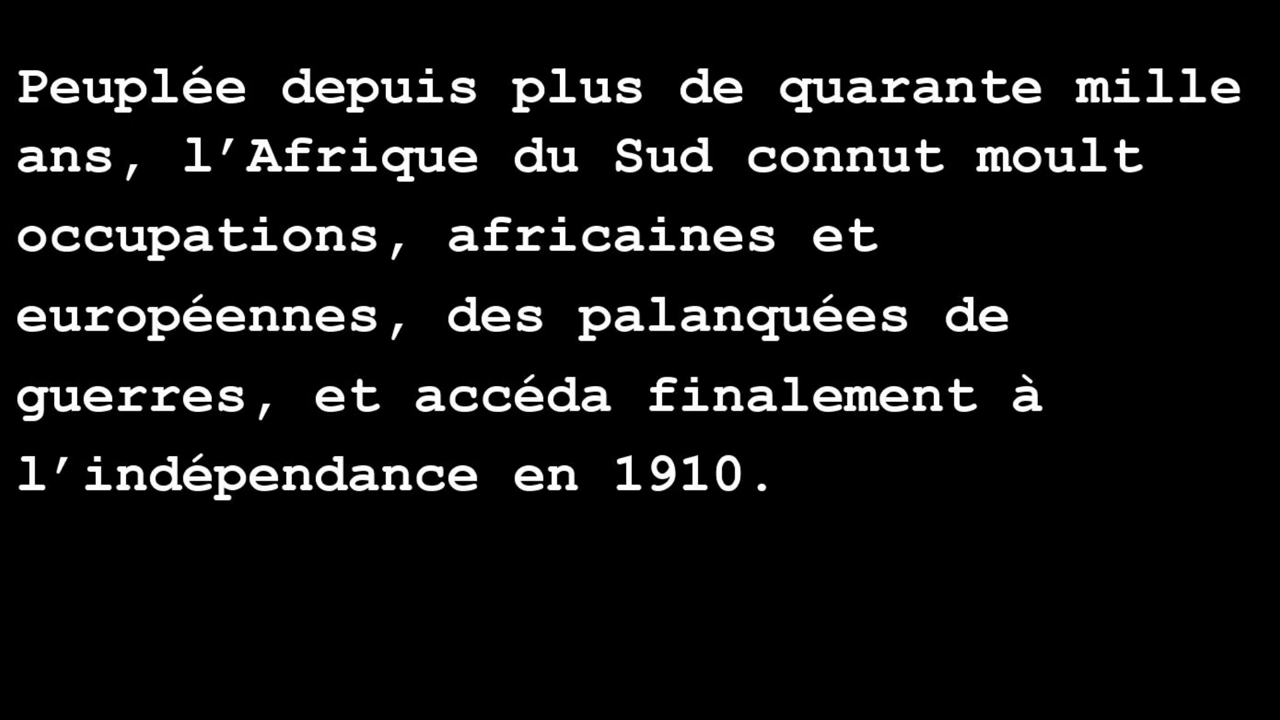 Peuplée depuis plus de quarante mille
ans, l’Afrique du Sud connut moult
occupations, africaines et
européennes, des palanquées de
guerres, et accéda finalement à
l’indépendance en 1910.